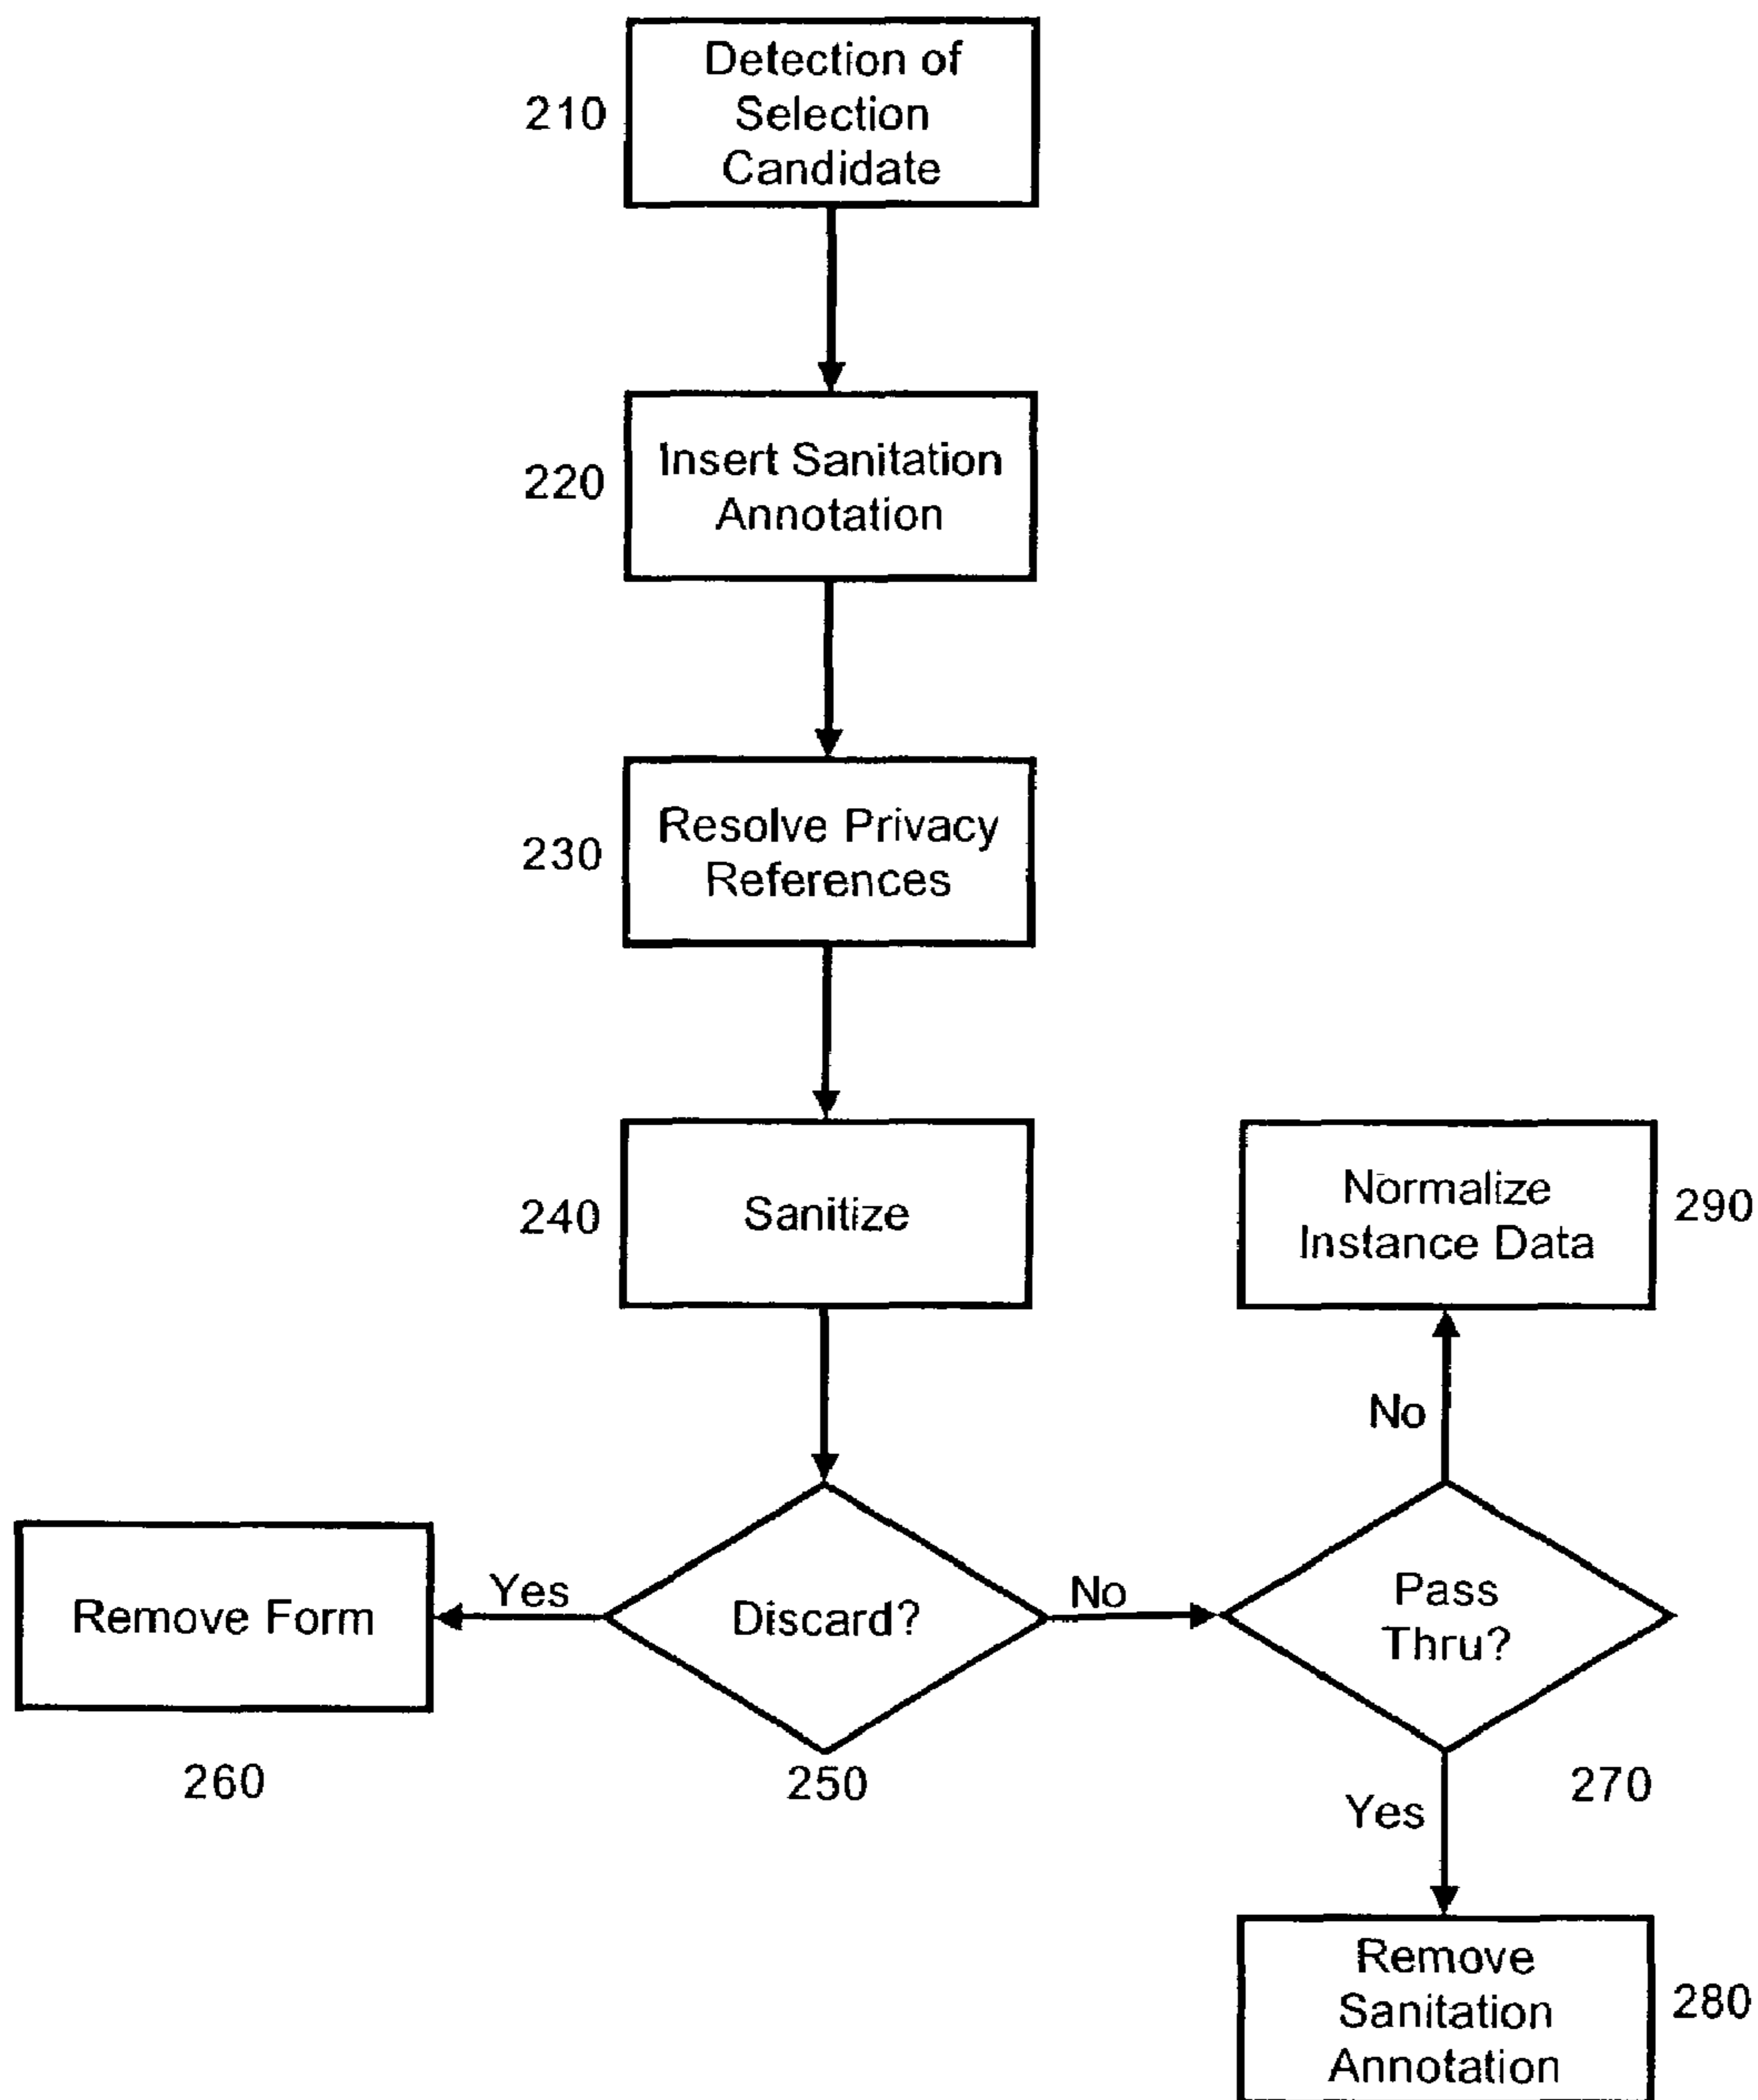 Detection of
Selection
Candidate
210
Insert Sanitation
Annotation
220
Resolve Privacy
References
230
Sanitize
240
Normalize
Instance Data
290
No
Remove Form
260
Yes
Discard?
250
No
Pass
Thru?
270
Yes
Remove
Sanitation
Annotation
280